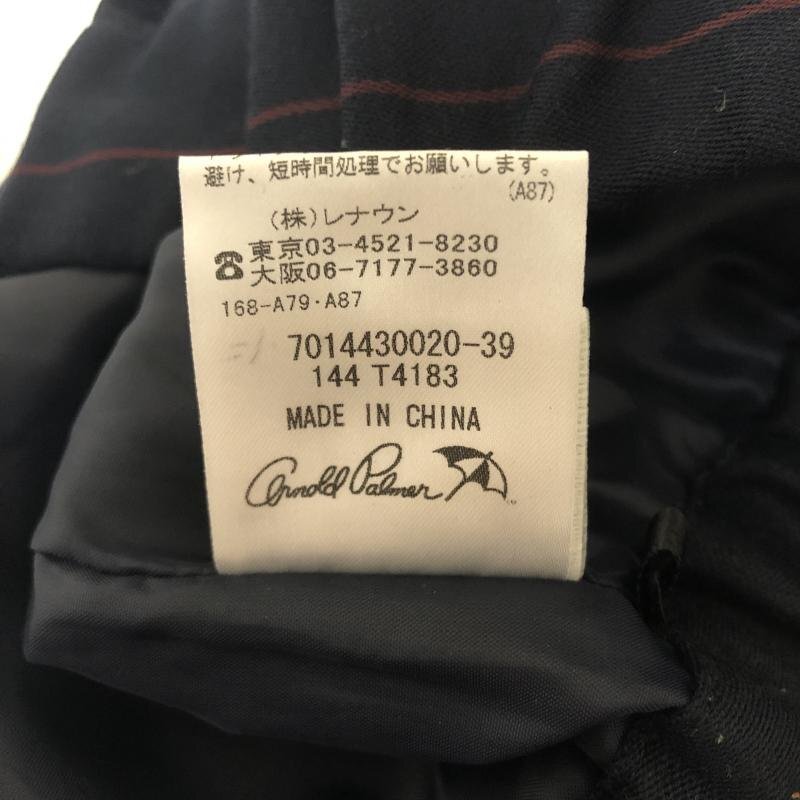 避け、短時間処理でお願いします。
(A87)
(株)レナウン
☎東京03-4521-8230
大阪06-7177-3860
168-A79・A87
7014430020-39
144 T4183
MADE IN CHINA
Arnold Palmer